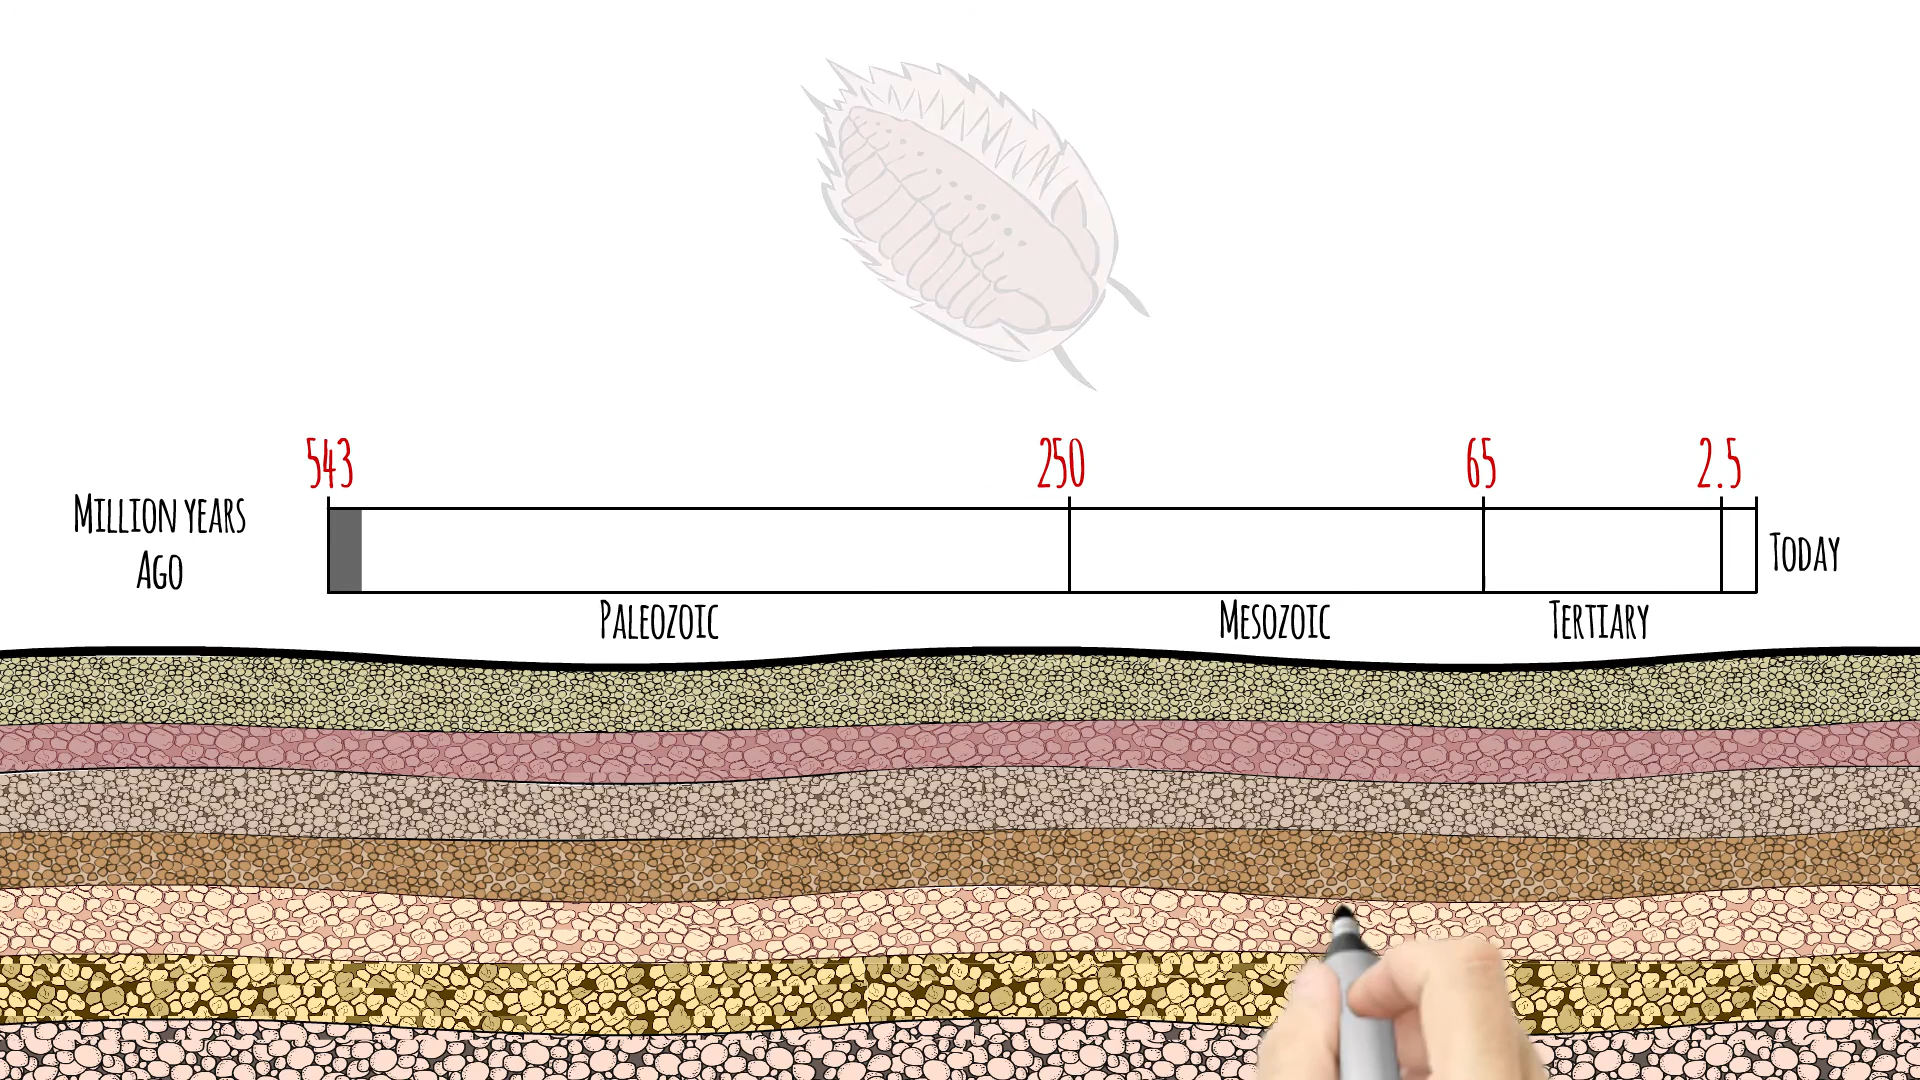 543 250 65 2.5
MILLION YEARS
AGO
TODAY
PALEOZOIC MESOZOIC TERTIARY